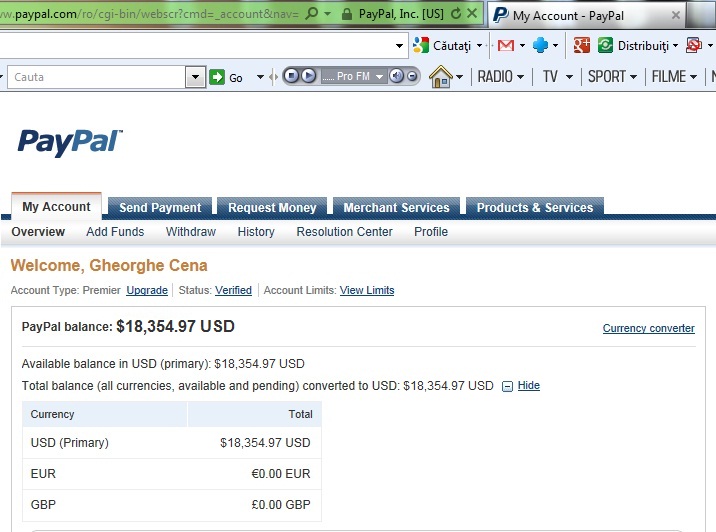 w.paypal.com/ro/cgi-bin/webscr?cmd=_account&nav= PayPal, Inc. [US] My Account - PayPal
Căutați Distribuiți
Cauta Go ..... Pro FM RADIO TV SPORT FILME
PayPal™
My Account Send Payment Request Money Merchant Services Products & Services
Overview Add Funds Withdraw History Resolution Center Profile
Welcome, Gheorghe Cena
Account Type: Premier Upgrade Status: Verified Account Limits: View Limits
PayPal balance: $18,354.97 USD Currency converter
Available balance in USD (primary): $18,354.97 USD
Total balance (all currencies, available and pending) converted to USD: $18,354.97 USD Hide
Currency Total
USD (Primary) $18,354.97 USD
EUR €0.00 EUR
GBP £0.00 GBP